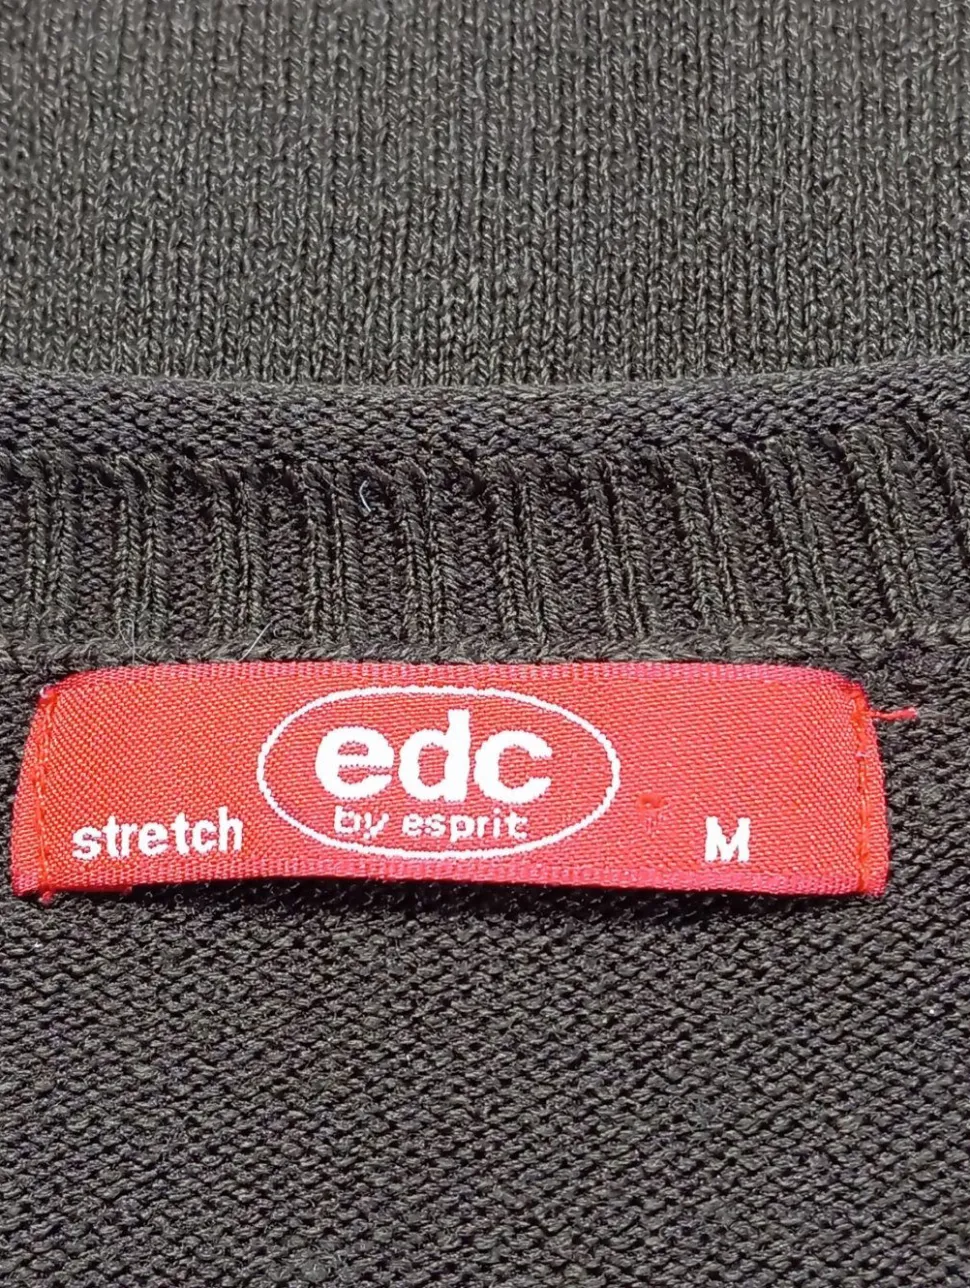 edc
by esprit
stretch
M